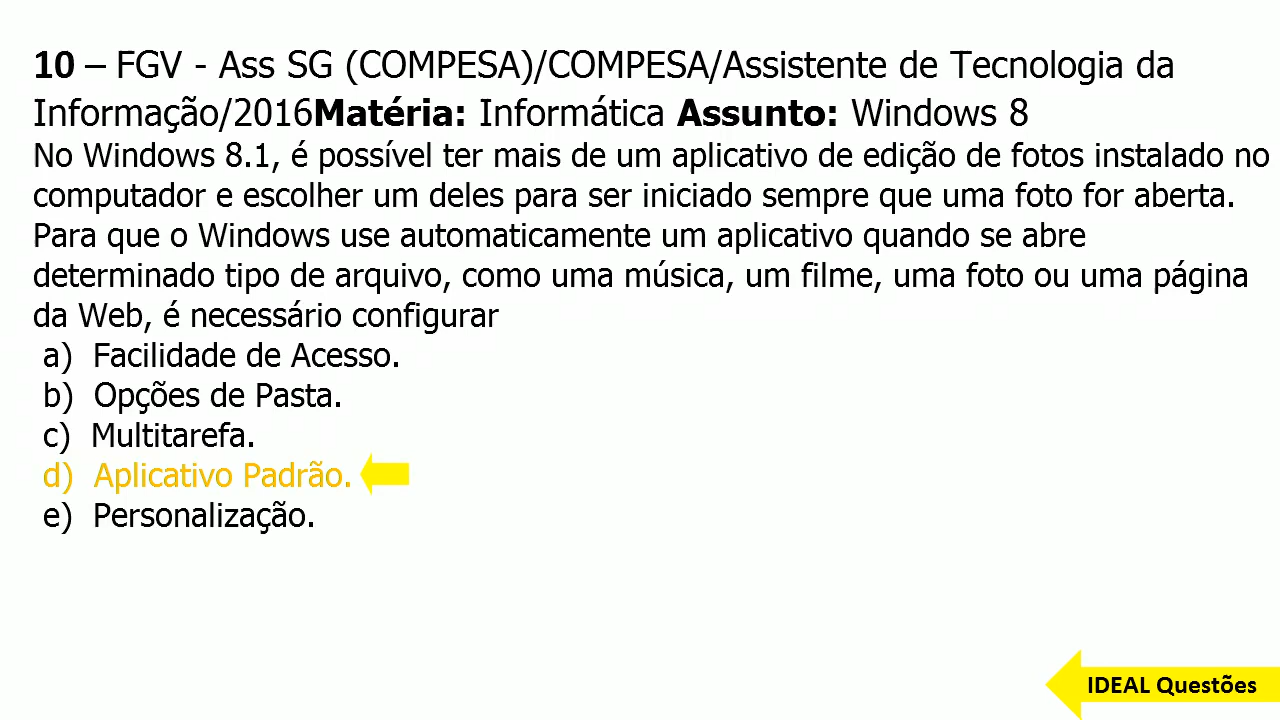 10 – FGV - Ass SG (COMPESA)/COMPESA/Assistente de Tecnologia da
Informação/2016Matéria: Informática Assunto: Windows 8
No Windows 8.1, é possível ter mais de um aplicativo de edição de fotos instalado no
computador e escolher um deles para ser iniciado sempre que uma foto for aberta.
Para que o Windows use automaticamente um aplicativo quando se abre
determinado tipo de arquivo, como uma música, um filme, uma foto ou uma página
da Web, é necessário configurar
a) Facilidade de Acesso.
b) Opções de Pasta.
c) Multitarefa.
d) Aplicativo Padrão.
e) Personalização.
IDEAL Questões